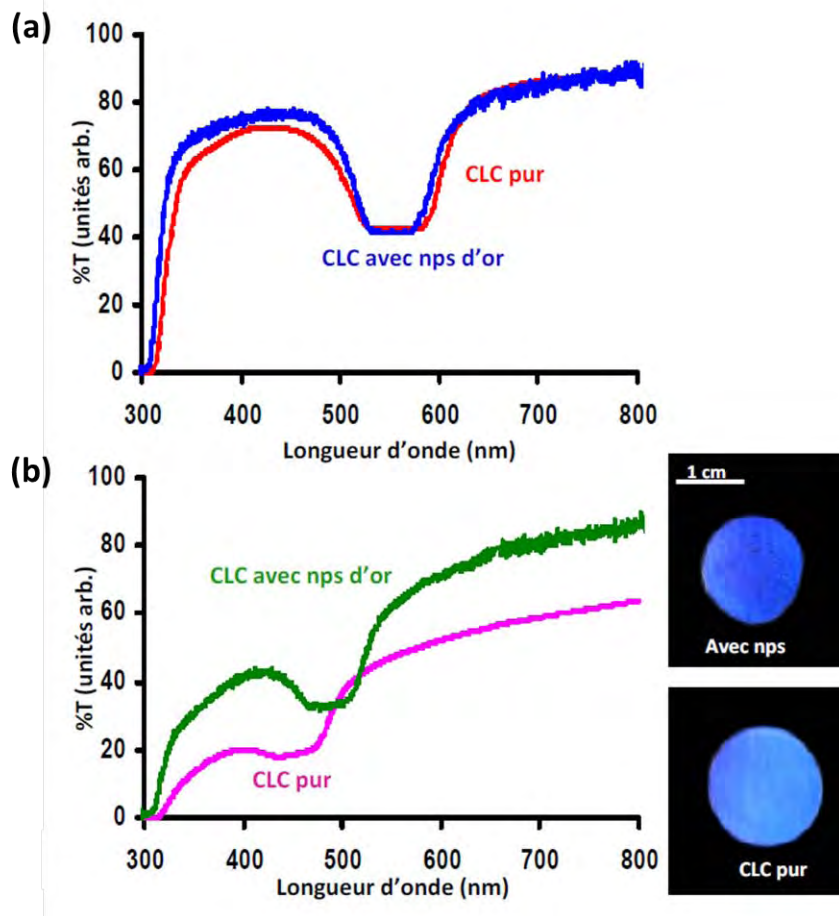 (a)
%T (unités arb.)
100
80
60
40
20
0
CLC pur
CLC avec nps d'or
300 400 500 600 700 800
Longueur d'onde (nm)
(b)
%T (unités arb.)
100
80
60
40
20
0
CLC avec nps d'or
CLC pur
300 400 500 600 700 800
Longueur d'onde (nm)
1 cm
Avec nps
CLC pur